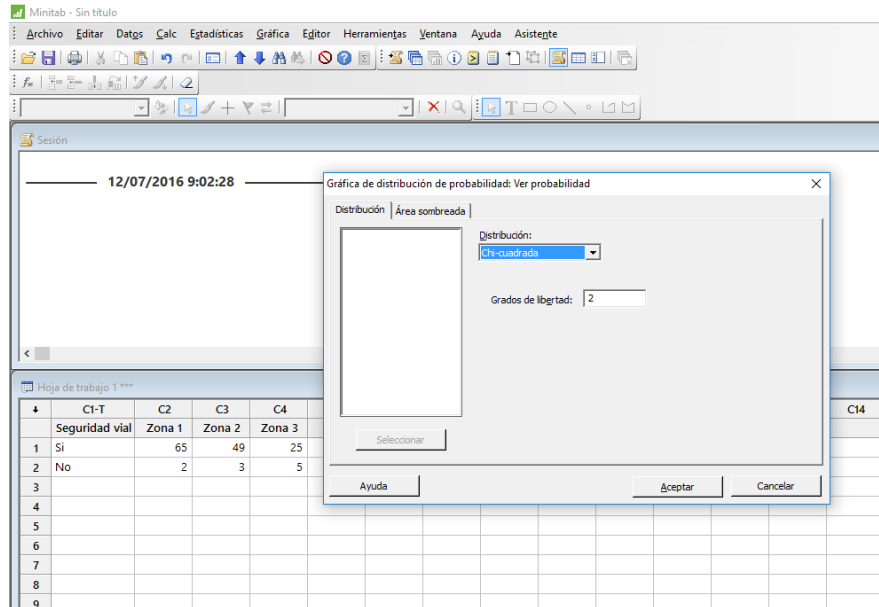 Minitab - Sin título
Archivo Editar Datos Calc Estadísticas Gráfica Editor Herramientas Ventana Ayuda Asistente
Sesión
12/07/2016 9:02:28
Gráfica de distribución de probabilidad: Ver probabilidad
Distribución Área sombreada
Distribución:
Chi-cuadrada
Grados de libertad: 2
Seleccionar
Ayuda Aceptar Cancelar
Hoja de trabajo 1 ***
C1-T C2 C3 C4 C14
Seguridad vial Zona 1 Zona 2 Zona 3
1 Si 65 49 25
2 No 2 3 5
3
4
5
6
7
8
9